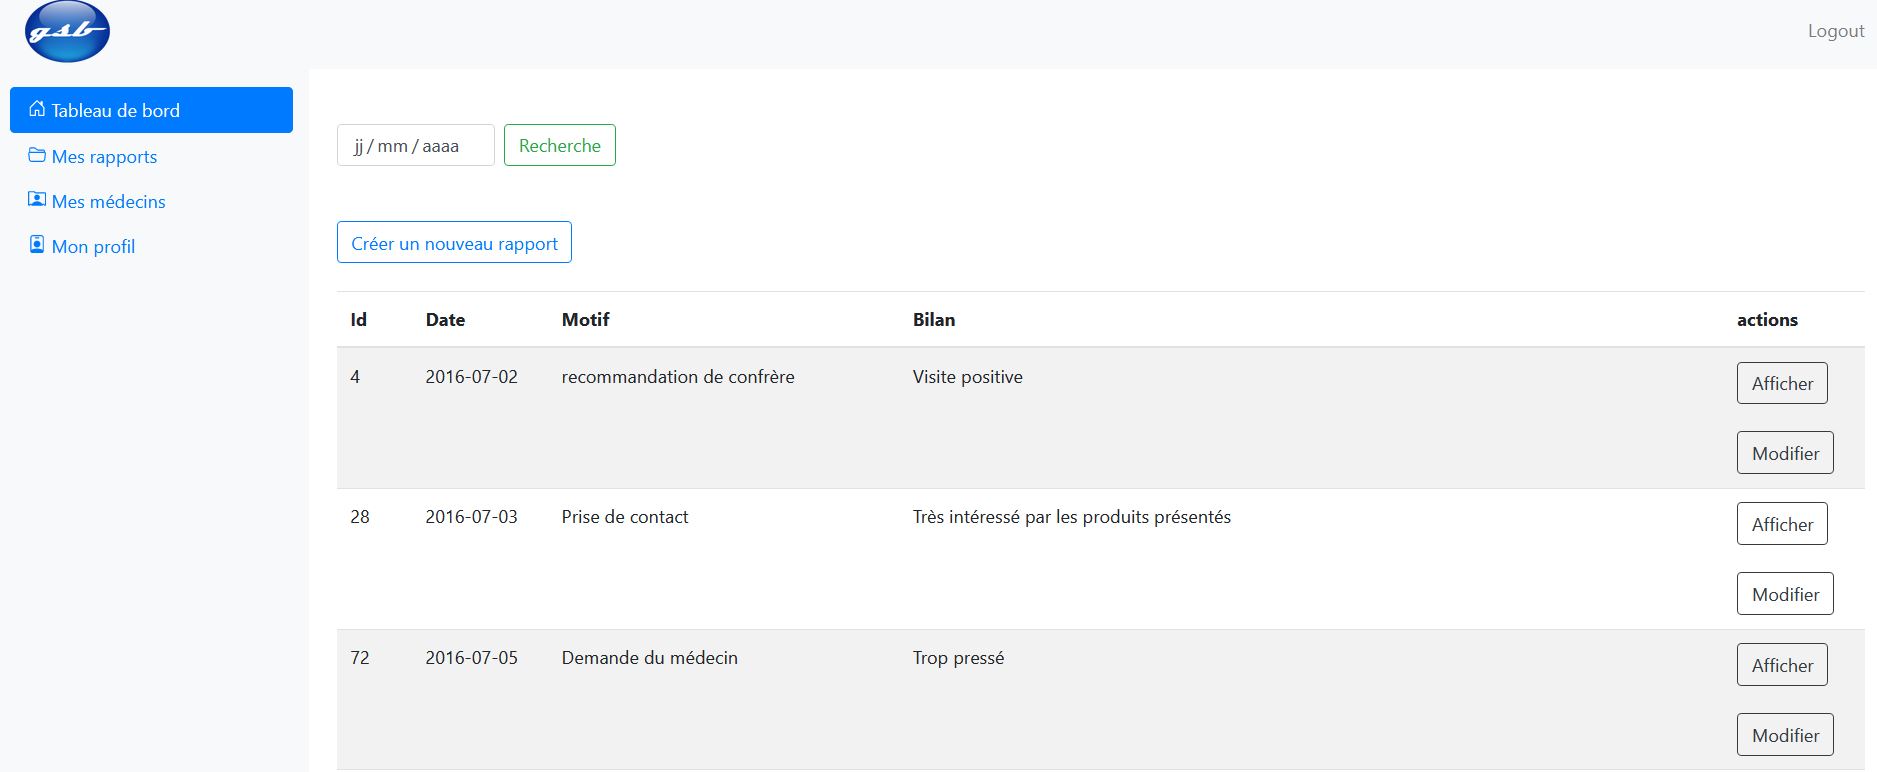 gsb
Logout
Tableau de bord
Mes rapports
Mes médecins
Mon profil
jj / mm / aaaa Recherche
Créer un nouveau rapport
Id Date Motif Bilan actions
4 2016-07-02 recommandation de confrère Visite positive Afficher
Modifier
28 2016-07-03 Prise de contact Très intéressé par les produits présentés Afficher
Modifier
72 2016-07-05 Demande du médecin Trop pressé Afficher
Modifier